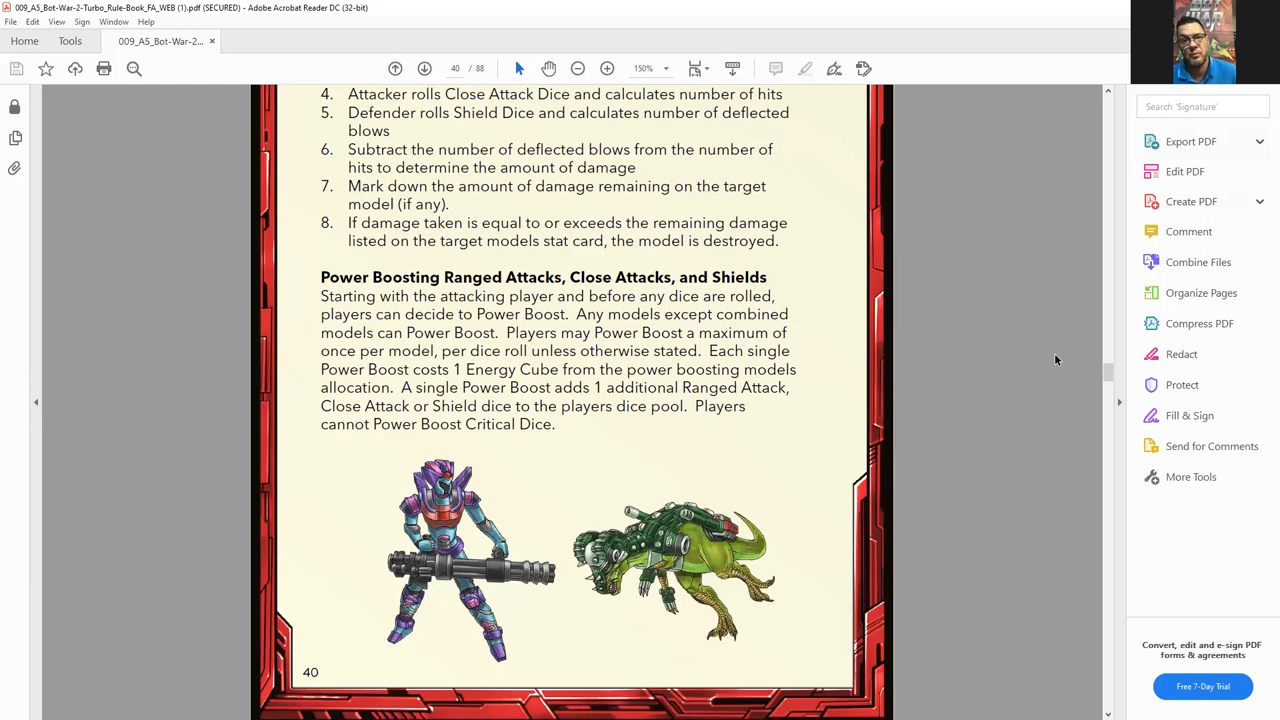 009_A5_Bot-War-2-Turbo_Rule-Book_FA_WEB (1).pdf (SECURED) - Adobe Acrobat Reader DC (32-bit)
File Edit View Sign Window Help
Home Tools 009_A5_Bot-War-2... ×
40 / 88 150%
4. Attacker rolls Close Attack Dice and calculates number of hits
5. Defender rolls Shield Dice and calculates number of deflected
blows
6. Subtract the number of deflected blows from the number of
hits to determine the amount of damage
7. Mark down the amount of damage remaining on the target
model (if any).
8. If damage taken is equal to or exceeds the remaining damage
listed on the target models stat card, the model is destroyed.
Power Boosting Ranged Attacks, Close Attacks, and Shields
Starting with the attacking player and before any dice are rolled,
players can decide to Power Boost. Any models except combined
models can Power Boost. Players may Power Boost a maximum of
once per model, per dice roll unless otherwise stated. Each single
Power Boost costs 1 Energy Cube from the power boosting models
allocation. A single Power Boost adds 1 additional Ranged Attack,
Close Attack or Shield dice to the players dice pool. Players
cannot Power Boost Critical Dice.
40
Search 'Signature'
Export PDF
Edit PDF
Create PDF
Comment
Combine Files
Organize Pages
Compress PDF
Redact
Protect
Fill & Sign
Send for Comments
More Tools
Convert, edit and e-sign PDF
forms & agreements
Free 7-Day Trial